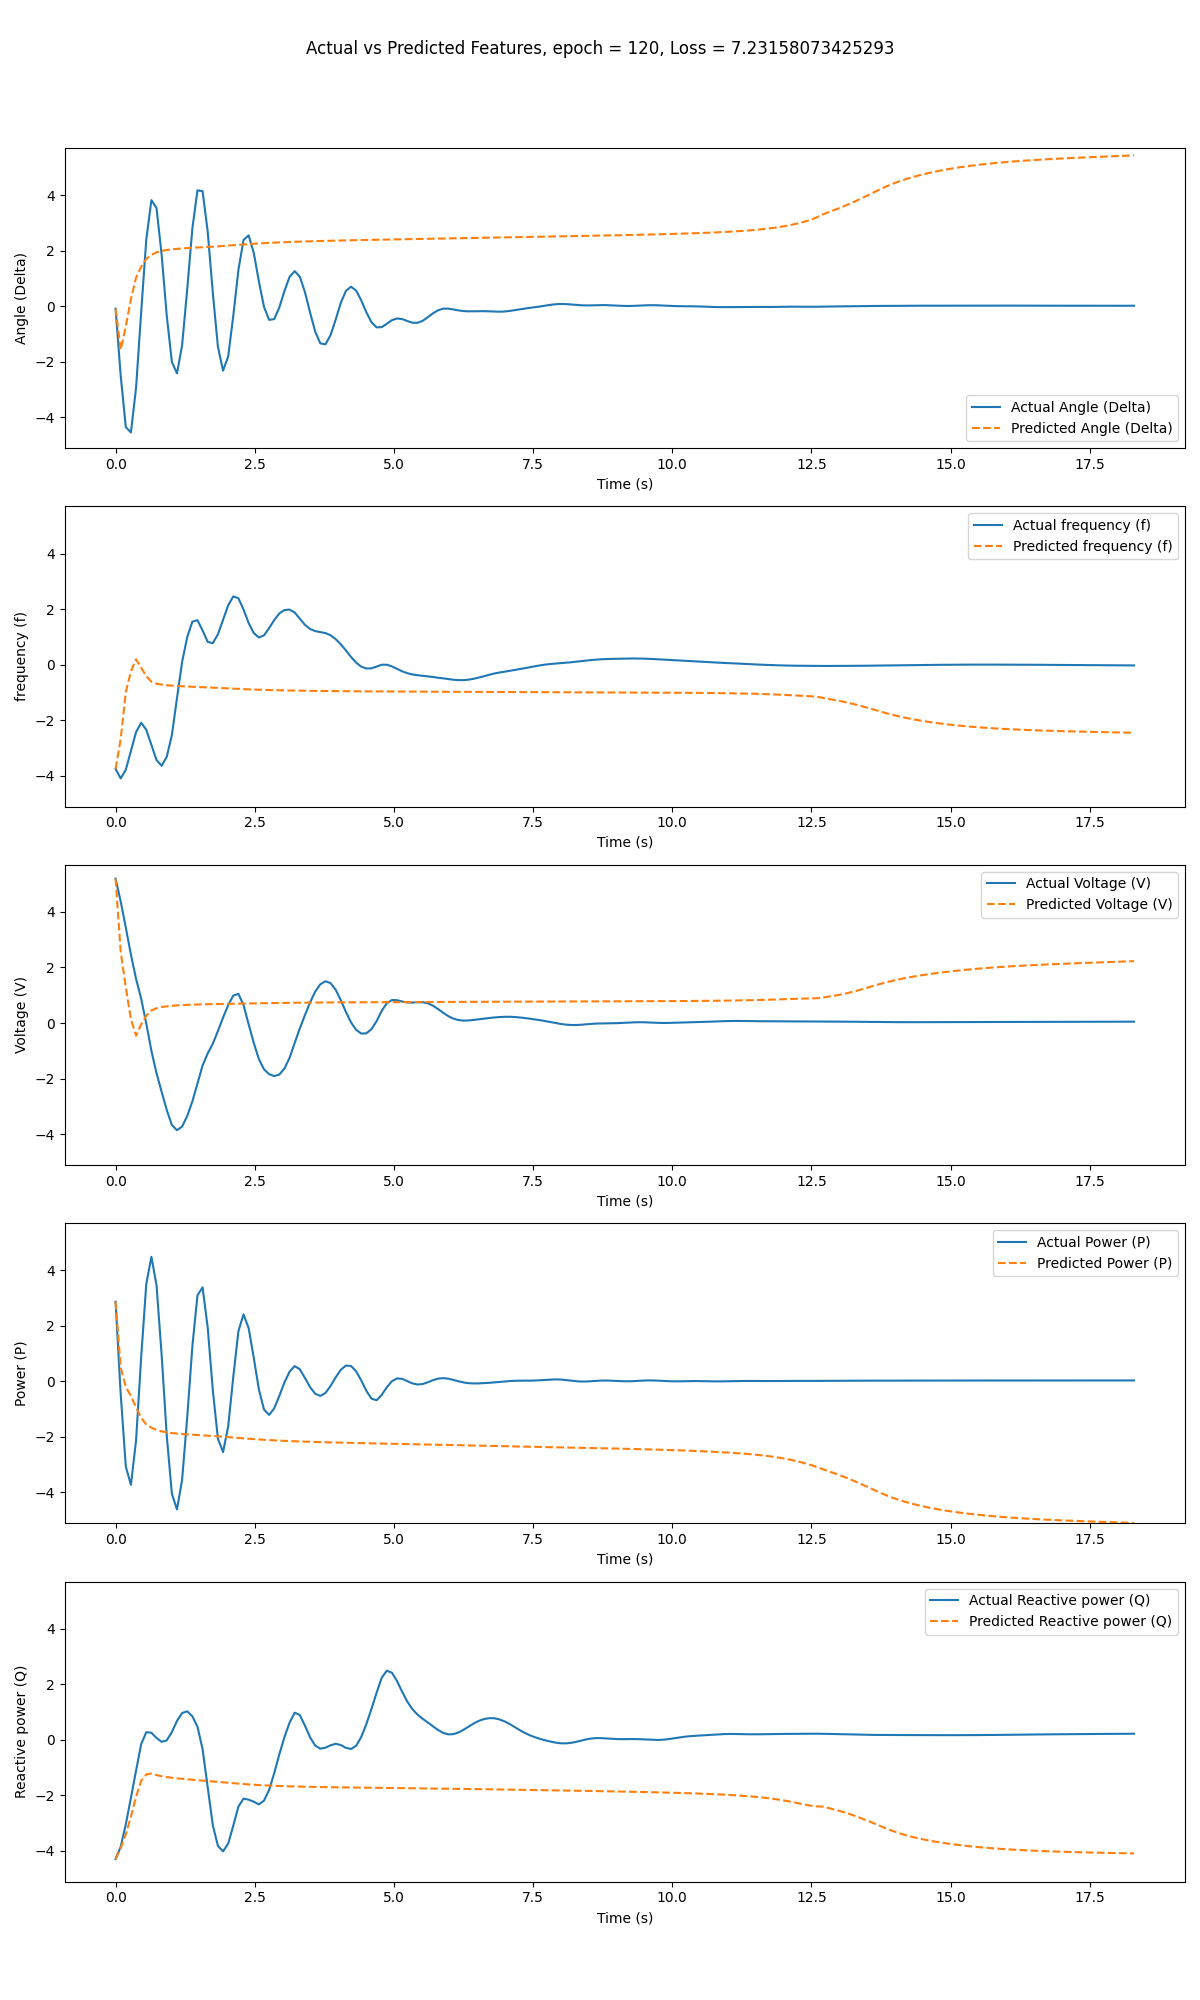 Actual vs Predicted Features, epoch = 120, Loss = 7.23158073425293
4
2
0
−2
−4
Angle (Delta)
Actual Angle (Delta)
Predicted Angle (Delta)
0.0 2.5 5.0 7.5 10.0 12.5 15.0 17.5
Time (s)
4
2
0
−2
−4
frequency (f)
Actual frequency (f)
Predicted frequency (f)
0.0 2.5 5.0 7.5 10.0 12.5 15.0 17.5
Time (s)
4
2
0
−2
−4
Voltage (V)
Actual Voltage (V)
Predicted Voltage (V)
0.0 2.5 5.0 7.5 10.0 12.5 15.0 17.5
Time (s)
4
2
0
−2
−4
Power (P)
Actual Power (P)
Predicted Power (P)
0.0 2.5 5.0 7.5 10.0 12.5 15.0 17.5
Time (s)
4
2
0
−2
−4
Reactive power (Q)
Actual Reactive power (Q)
Predicted Reactive power (Q)
0.0 2.5 5.0 7.5 10.0 12.5 15.0 17.5
Time (s)